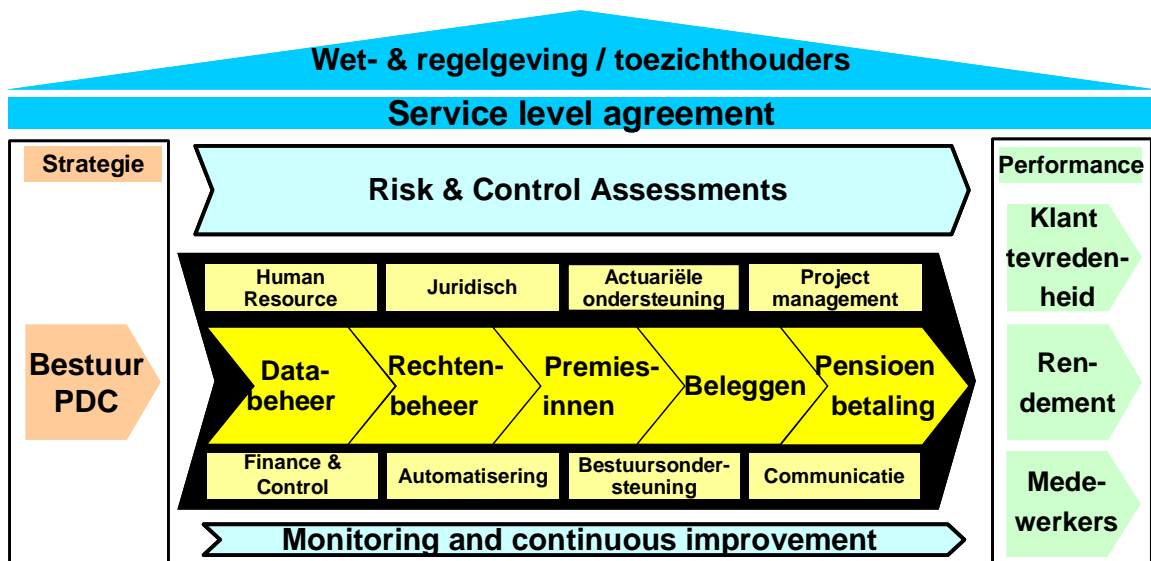 Wet- & regelgeving / toezichthouders
Service level agreement
Strategie
Bestuur
PDC
Risk & Control Assessments
Human
Resource
Juridisch
Actuariële
ondersteuning
Project
management
Data-
beheer
Rechten-
beheer
Premies-
innen
Beleggen
Pensioen
betaling
Finance &
Control
Automatisering
Bestuursonder-
steuning
Communicatie
Monitoring and continuous improvement
Performance
Klant
tevreden-
heid
Ren-
dement
Mede-
werkers